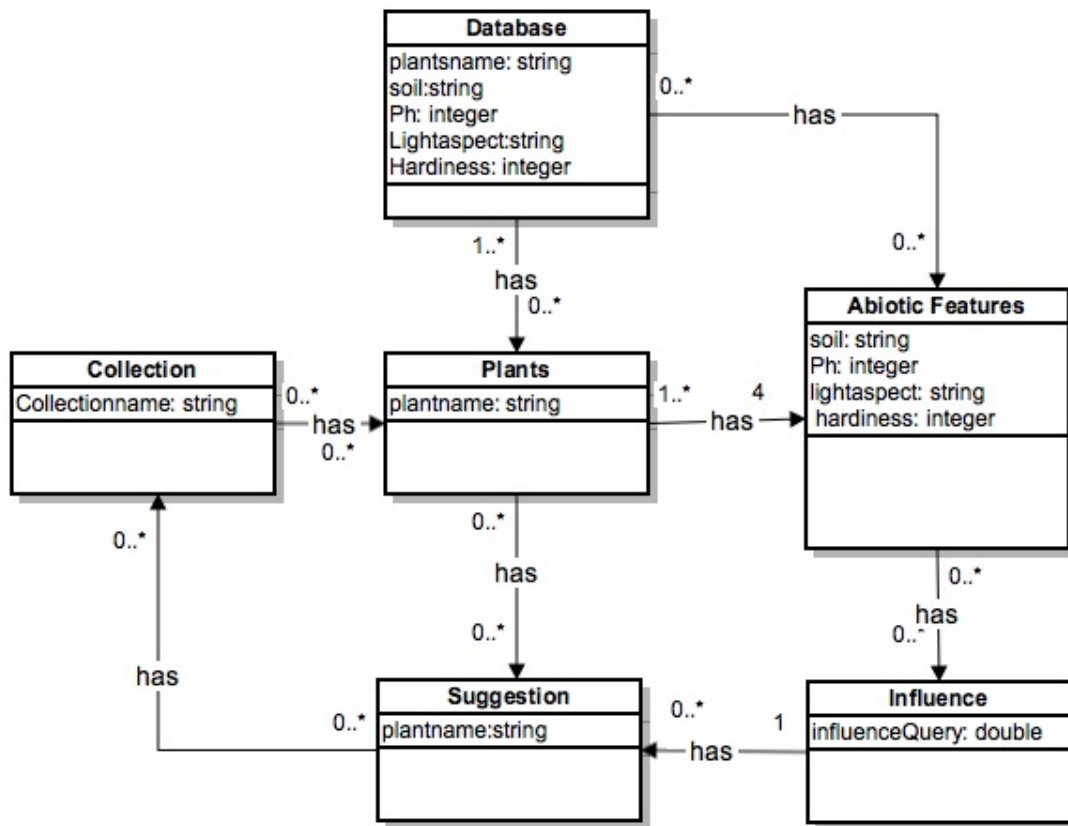 Database
plantsname: string
soil:string
Ph: integer
Lightaspect:string
Hardiness: integer
0..*
has
0..*
1..*
has
0..*
Abiotic Features
soil: string
Ph: integer
lightaspect: string
hardiness: integer
Collection
Collectionname: string
0..*
has
0..*
Plants
plantname: string
1..*
4
has
0..*
has
0..*
0..*
has
0..*
0..*
has
0..*
Suggestion
plantname:string
0..*
1
has
Influence
influenceQuery: double